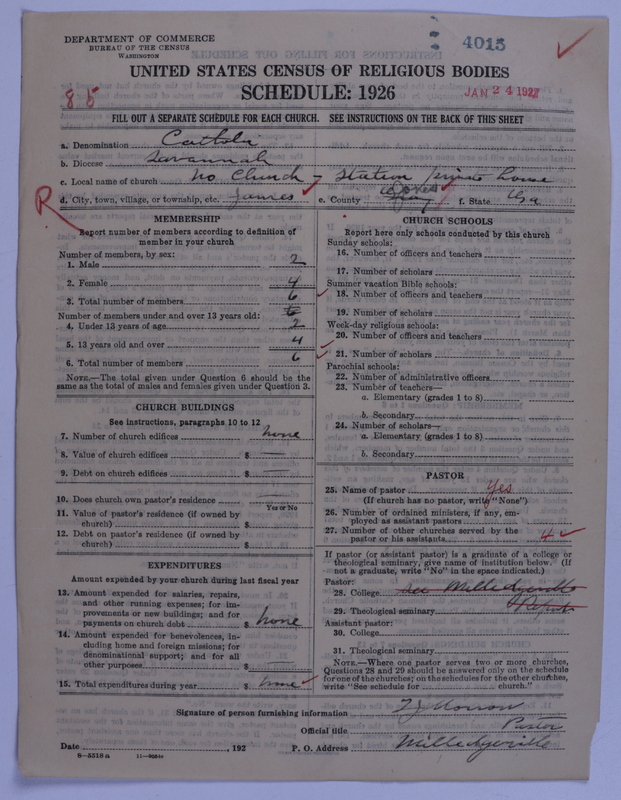 DEPARTMENT OF COMMERCE
BUREAU OF THE CENSUS
WASHINGTON
4015
UNITED STATES CENSUS OF RELIGIOUS BODIES
SCHEDULE: 1926
85
JAN 24 1927
FILL OUT A SEPARATE SCHEDULE FOR EACH CHURCH. SEE INSTRUCTIONS ON THE BACK OF THIS SHEET
a. Denomination
b. Diocese Savannah
c. Local name of church No Church - Station private house
d. City, town, village, or township, etc. James e. County Jones f. State Ga
R
MEMBERSHIP
Report number of members according to definition of
member in your church
Number of members, by sex:
1. Male 2
2. Female 4
3. Total number of members 6
Number of members under and over 13 years old:
4. Under 13 years of age 2
5. 13 years old and over 4
6. Total number of members 6
NOTE.—The total given under Question 6 should be the
same as the total of males and females given under Question 3.
CHURCH BUILDINGS
See instructions, paragraphs 10 to 12
7. Number of church edifices none
8. Value of church edifices $ —
9. Debt on church edifices $ —
10. Does church own pastor's residence —
Yes or No
11. Value of pastor's residence (if owned by
church) $
12. Debt on pastor's residence (if owned by
church) $
EXPENDITURES
Amount expended by your church during last fiscal year
13. Amount expended for salaries, repairs,
and other running expenses; for im-
provements or new buildings; and for
payments on church debt $ none
14. Amount expended for benevolences, in-
cluding home and foreign missions; for
denominational support; and for all
other purposes $ —
15. Total expenditures during year $ none
CHURCH SCHOOLS
Report here only schools conducted by this church
Sunday schools:
16. Number of officers and teachers
17. Number of scholars
Summer vacation Bible schools:
18. Number of officers and teachers
19. Number of scholars
Week-day religious schools:
20. Number of officers and teachers
21. Number of scholars
Parochial schools:
22. Number of administrative officers
23. Number of teachers—
a. Elementary (grades 1 to 8)
b. Secondary
24. Number of scholars—
a. Elementary (grades 1 to 8)
b. Secondary
PASTOR
25. Name of pastor Yes
(If church has no pastor, write "None")
26. Number of ordained ministers, if any, em-
ployed as assistant pastors
27. Number of other churches served by the
pastor or his assistants 4
If pastor (or assistant pastor) is a graduate of a college or
theological seminary, give name of institution below. (If
not a graduate, write "No" in the space indicated.)
Pastor:
28. College see Milledgeville
29. Theological seminary
Assistant pastor:
30. College
31. Theological seminary
NOTE.—Where one pastor serves two or more churches,
Questions 28 and 29 should be answered only on the schedule
for one of the churches; on the schedules for the other churches,
write "See schedule for church."
Signature of person furnishing information
Official title Pastor
Date , 192 P. O. Address Milledgeville
8-5318 a